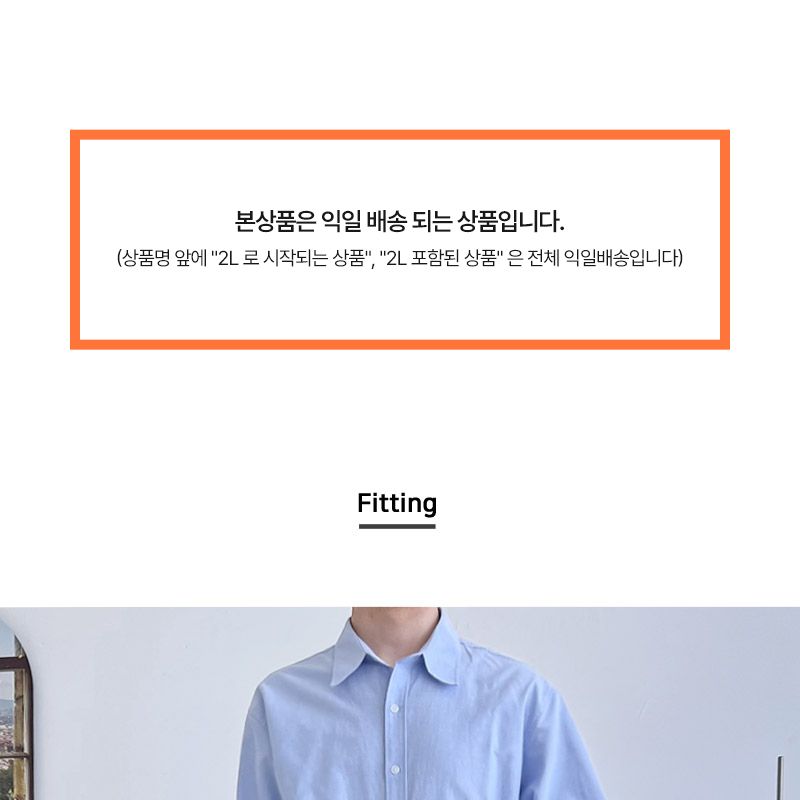 본상품은 익일 배송 되는 상품입니다.
(상품명 앞에 "2L 로 시작되는 상품", "2L 포함된 상품" 은 전체 익일배송입니다)
Fitting